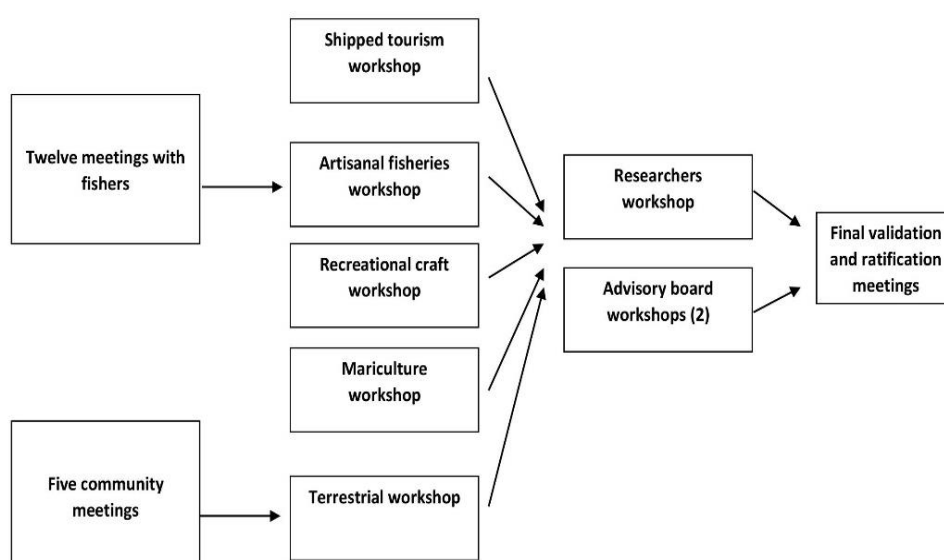 Twelve meetings with
fishers
Five community
meetings
Shipped tourism
workshop
Artisanal fisheries
workshop
Recreational craft
workshop
Mariculture
workshop
Terrestrial workshop
Researchers
workshop
Advisory board
workshops (2)
Final validation
and ratification
meetings